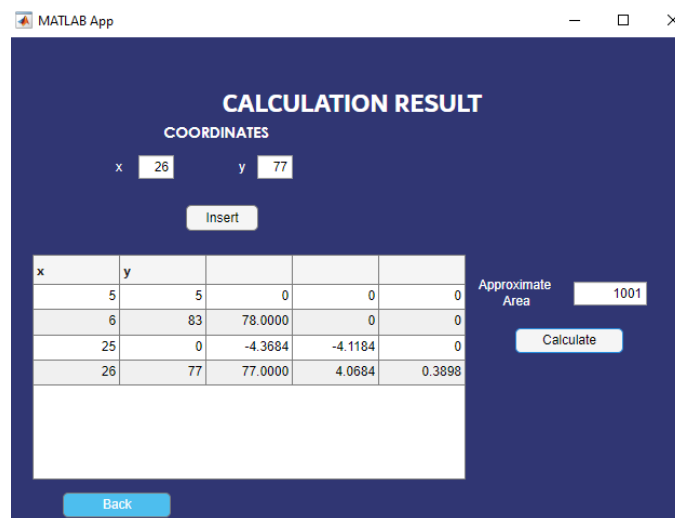 MATLAB App
CALCULATION RESULT
COORDINATES
x 26 y 77
Insert
x y
5 5 0 0 0
6 83 78.0000 0 0
25 0 -4.3684 -4.1184 0
26 77 77.0000 4.0684 0.3898
Approximate
Area
1001
Calculate
Back